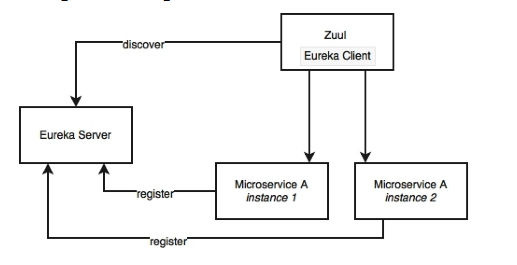 Zuul
Eureka Client
discover
Eureka Server
Microservice A
instance 1
Microservice A
instance 2
register
register